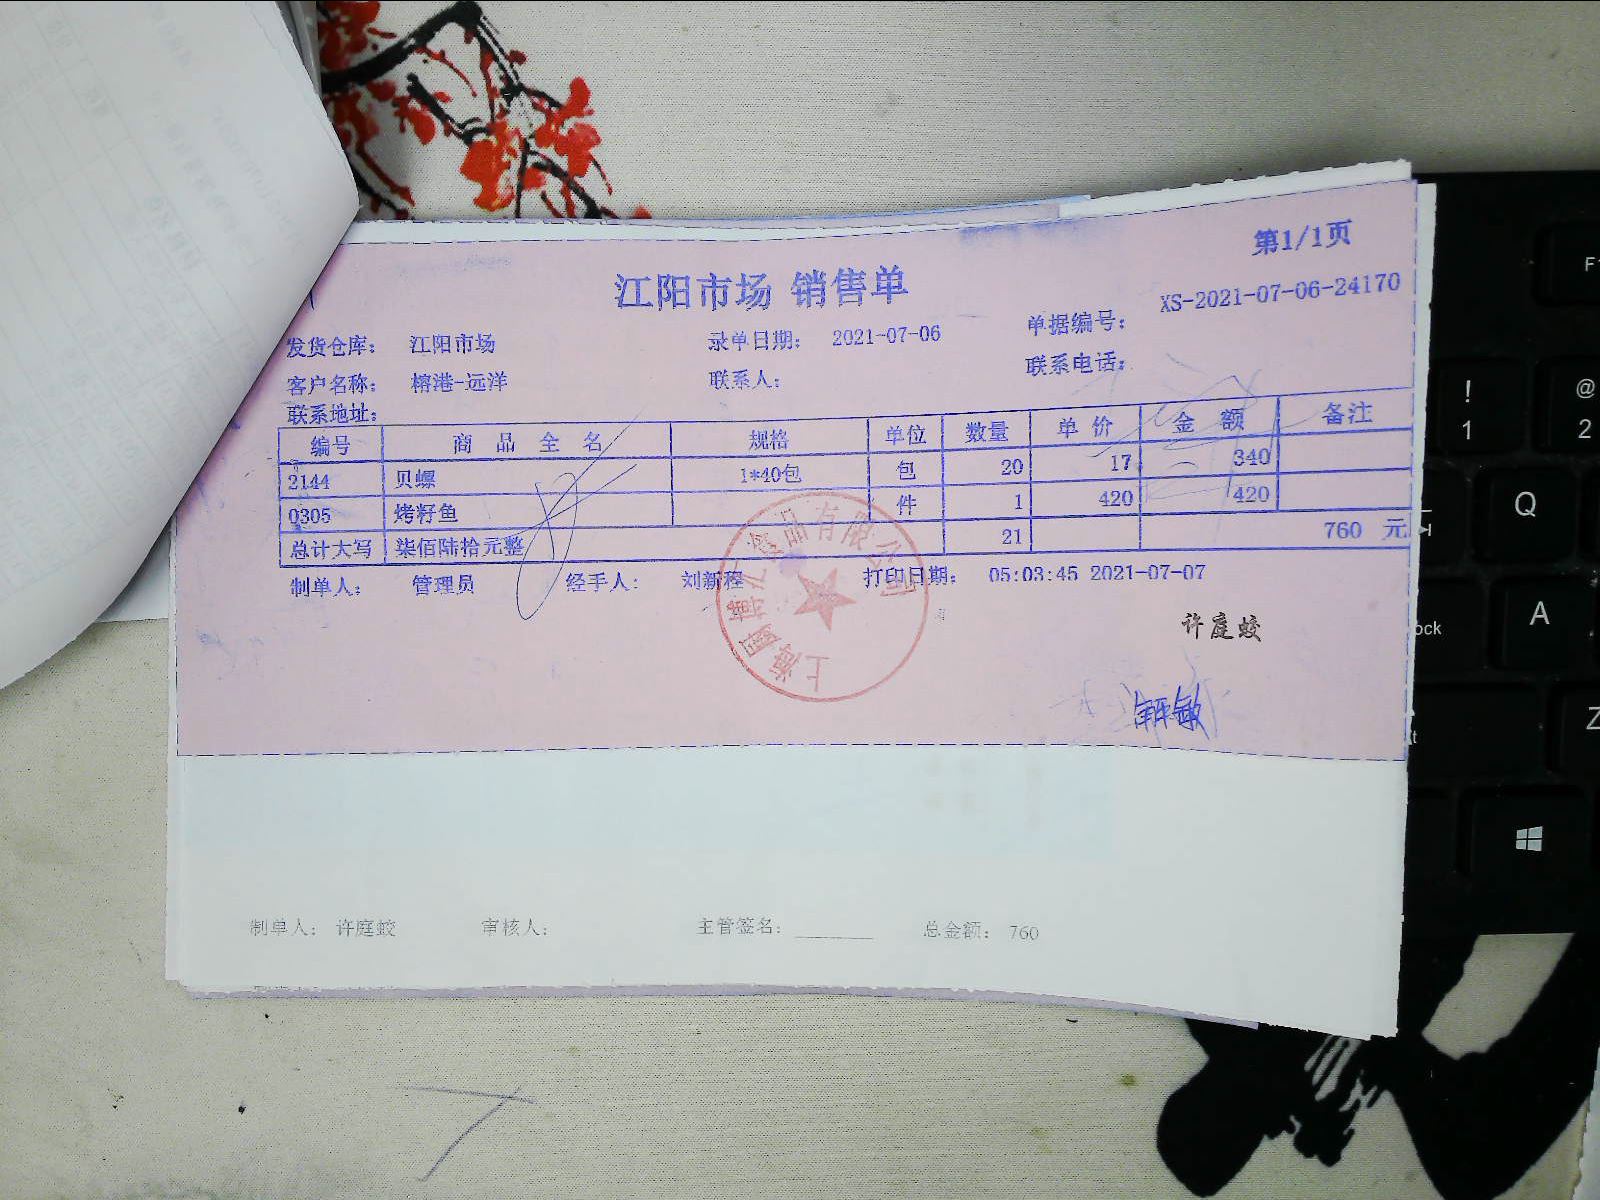 第1/1页
江阳市场 销售单
XS-2021-07-06-24170
发货仓库： 江阳市场 录单日期： 2021-07-06 单据编号：
客户名称： 榕港-远洋 联系人： 联系电话：
联系地址：
编号 商品全名 规格 单位 数量 单价 金额 备注
2144 贝螺 1*40包 包 20 17 340
0305 烤籽鱼 件 1 420 420
总计大写 柒佰陆拾元整 21 760 元
制单人： 管理员 经手人： 刘新程 打印日期： 05:03:45 2021-07-07
许庭蛟
制单人： 许庭蛟 审核人： 主管签名：________ 总金额： 760
F1
!
1
@
2
Q
A
ock
Z